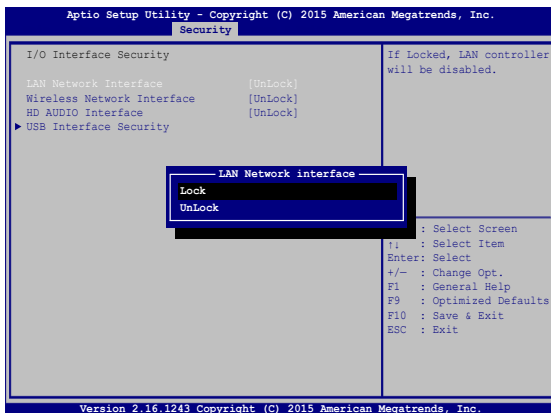 Aptio Setup Utility - Copyright (C) 2015 American Megatrends, Inc.
Security
I/O Interface Security
LAN Network Interface [UnLock]
Wireless Network Interface [UnLock]
HD AUDIO Interface [UnLock]
USB Interface Security
If Locked, LAN controller
will be disabled.
LAN Network interface
Lock
UnLock
: Select Screen
↑↓ : Select Item
Enter: Select
+/— : Change Opt.
F1 : General Help
F9 : Optimized Defaults
F10 : Save & Exit
ESC : Exit
Version 2.16.1243 Copyright (C) 2015 American Megatrends, Inc.